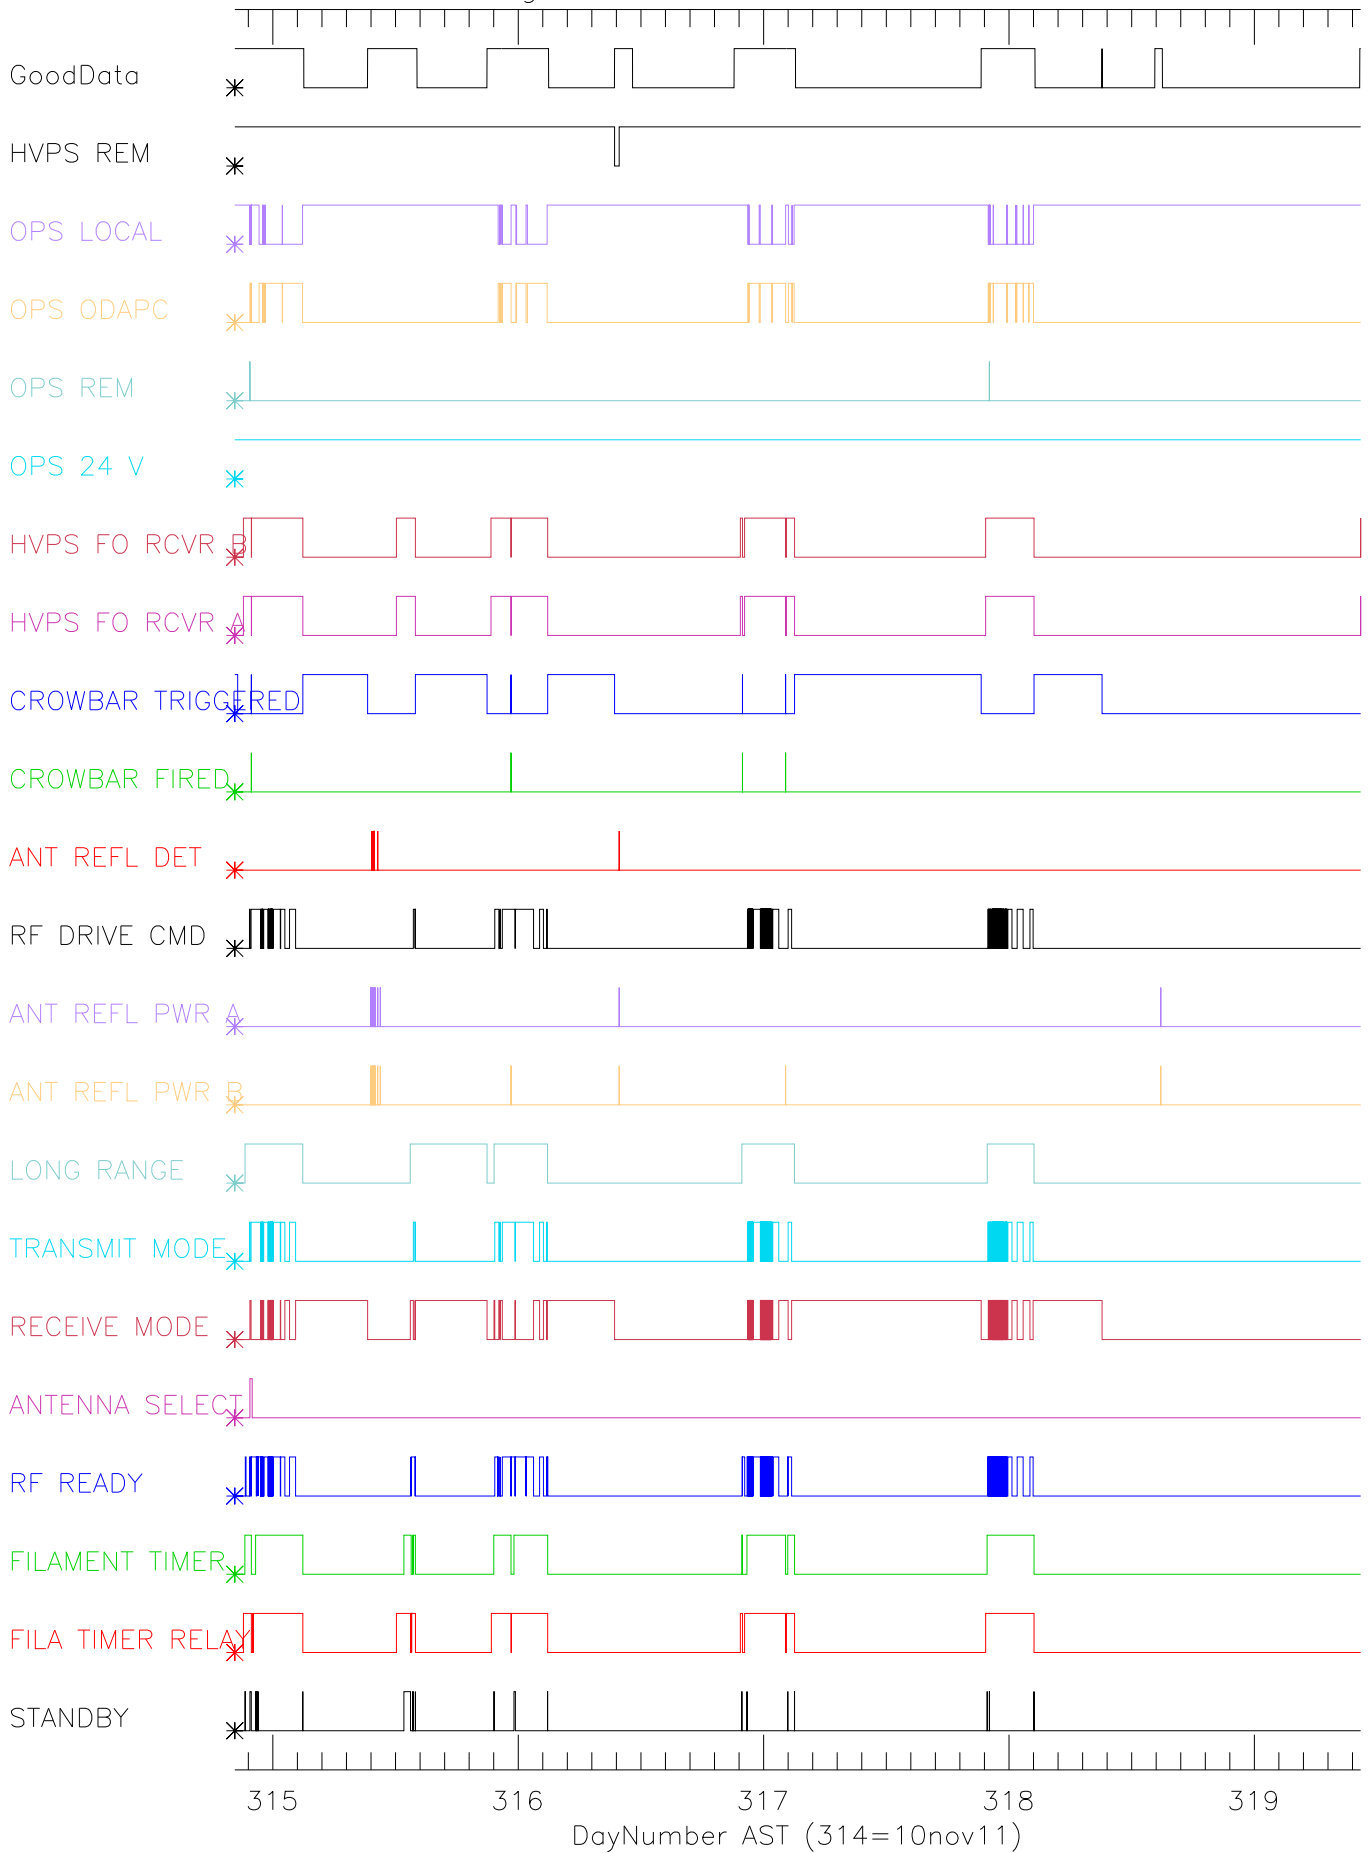 GoodData
HVPS REM
OPS LOCAL
OPS ODAPC
OPS REM
OPS 24 V
HVPS FO RCVR B
HVPS FO RCVR A
CROWBAR TRIGGERED
CROWBAR FIRED
ANT REFL DET
RF DRIVE CMD
ANT REFL PWR A
ANT REFL PWR B
LONG RANGE
TRANSMIT MODE
RECEIVE MODE
ANTENNA SELECT
RF READY
FILAMENT TIMER
FILA TIMER RELAY
STANDBY
315 316 317 318 319
DayNumber AST (314=10nov11)